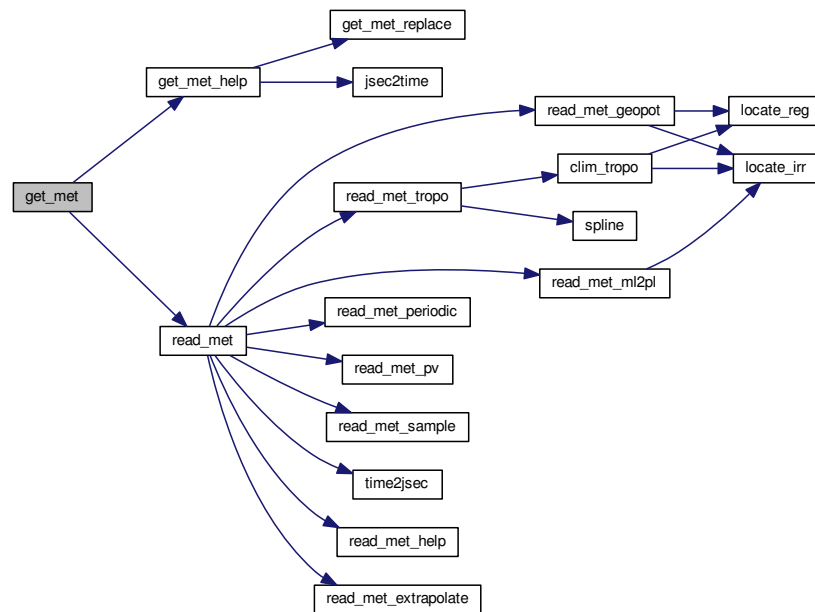 get_met_replace
get_met_help
jsec2time
read_met_geopot
locate_reg
clim_tropo
locate_irr
get_met
read_met_tropo
spline
read_met_ml2pl
read_met_periodic
read_met
read_met_pv
read_met_sample
time2jsec
read_met_help
read_met_extrapolate